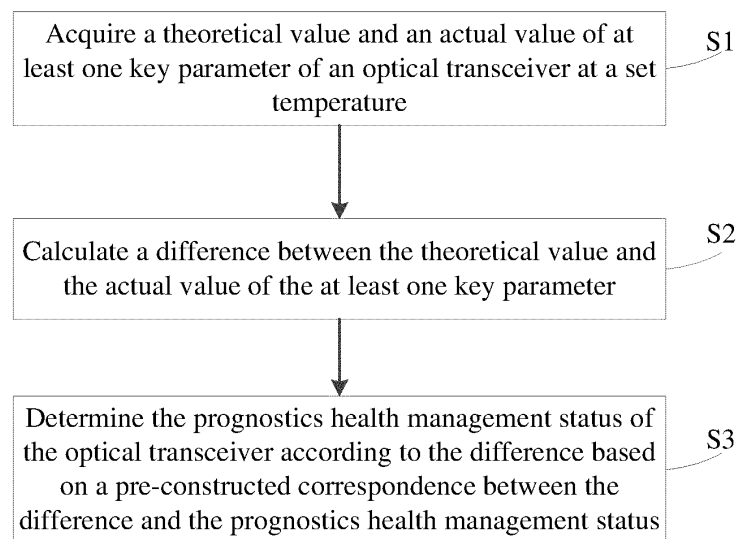 Acquire a theoretical value and an actual value of at
least one key parameter of an optical transceiver at a set
temperature
S1
Calculate a difference between the theoretical value and
the actual value of the at least one key parameter
S2
Determine the prognostics health management status of
the optical transceiver according to the difference based
on a pre-constructed correspondence between the
difference and the prognostics health management status
S3